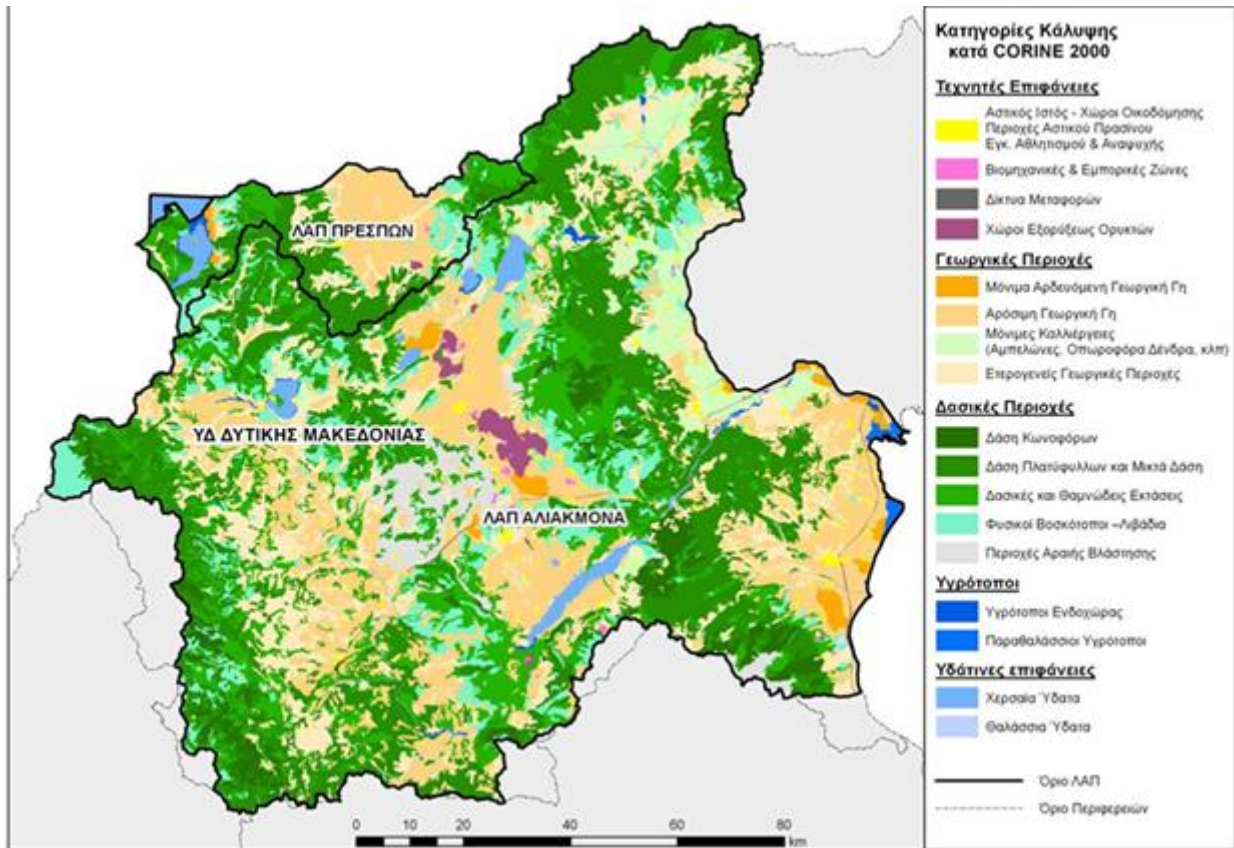 ΛΑΠ ΠΡΕΣΠΩΝ
ΥΔ ΔΥΤΙΚΗΣ ΜΑΚΕΔΟΝΙΑΣ
ΛΑΠ ΑΛΙΑΚΜΟΝΑ
0 10 20 40 60 80
km
Κατηγορίες Κάλυψης
κατά CORINE 2000
Τεχνητές Επιφάνειες
Αστικός Ιστός - Χώροι Οικοδόμησης
Περιοχές Αστικού Πρασίνου
Εγκ. Αθλητισμού & Αναψυχής
Βιομηχανικές & Εμπορικές Ζώνες
Δίκτυα Μεταφορών
Χώροι Εξορύξεως Ορυκτών
Γεωργικές Περιοχές
Μόνιμα Αρδευόμενη Γεωργική Γη
Αρόσιμη Γεωργική Γη
Μόνιμες Καλλιέργειες
(Αμπελώνες, Οπωροφόρα Δένδρα, κλπ)
Ετερογενείς Γεωργικές Περιοχές
Δασικές Περιοχές
Δάση Κωνοφόρων
Δάση Πλατύφυλλων και Μικτά Δάση
Δασικές και Θαμνώδεις Εκτάσεις
Φυσικοί Βοσκότοποι –Λιβάδια
Περιοχές Αραιής Βλάστησης
Υγρότοποι
Υγρότοποι Ενδοχώρας
Παραθαλάσσιοι Υγρότοποι
Υδάτινες επιφάνειες
Χερσαία Ύδατα
Θαλάσσια Ύδατα
Όριο ΛΑΠ
Όριο Περιφερειών